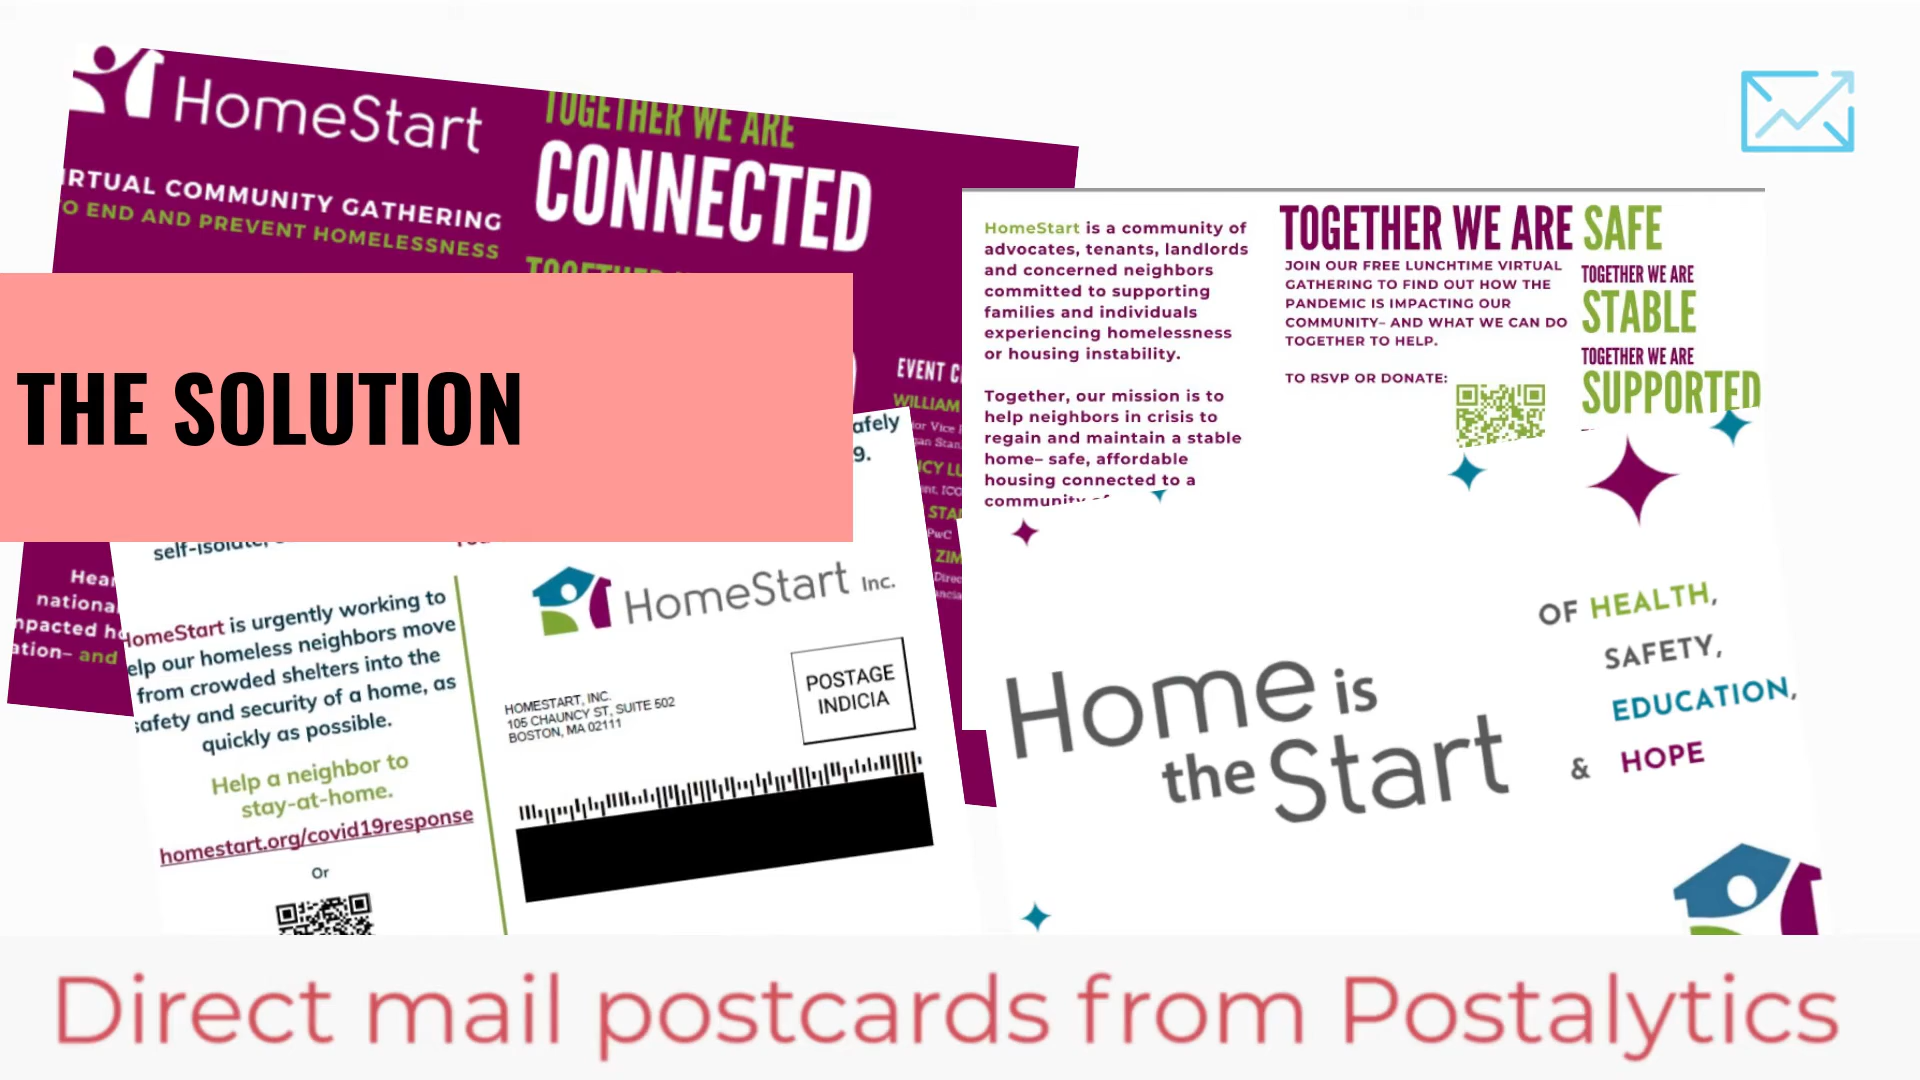 HomeStart
VIRTUAL COMMUNITY GATHERING
TO END AND PREVENT HOMELESSNESS
TOGETHER WE ARE
CONNECTED
EVENT
WILLIAM
THE SOLUTION
HomeStart is a community of
advocates, tenants, landlords
and concerned neighbors
committed to supporting
families and individuals
experiencing homelessness
or housing instability.
Together, our mission is to
help neighbors in crisis to
regain and maintain a stable
home– safe, affordable
housing connected to a
community
TOGETHER WE ARE SAFE
JOIN OUR FREE LUNCHTIME VIRTUAL
GATHERING TO FIND OUT HOW THE
PANDEMIC IS IMPACTING OUR
COMMUNITY– AND WHAT WE CAN DO
TOGETHER TO HELP.
TO RSVP OR DONATE:
TOGETHER WE ARE
STABLE
TOGETHER WE ARE
SUPPORTED
self-isolate,
HomeStart is urgently working to
help our homeless neighbors move
from crowded shelters into the
safety and security of a home, as
quickly as possible.
Help a neighbor to
stay-at-home.
homestart.org/covid19response
Or
HomeStart Inc.
POSTAGE
INDICIA
HOMESTART, INC.
105 CHAUNCY ST, SUITE 502
BOSTON, MA 02111
Home is
the Start
OF HEALTH,
SAFETY,
EDUCATION,
& HOPE
Direct mail postcards from Postalytics